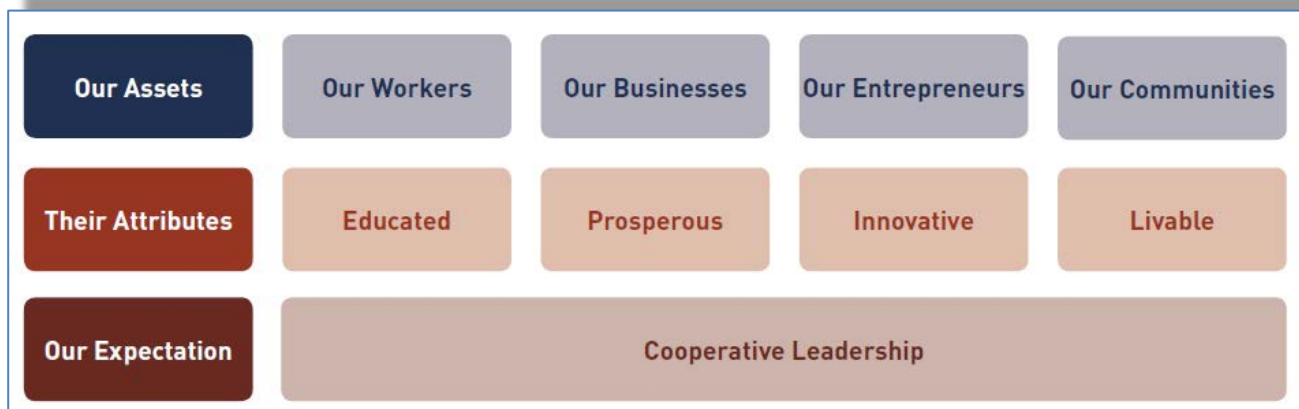 Our Assets
Our Workers
Our Businesses
Our Entrepreneurs
Our Communities
Their Attributes
Educated
Prosperous
Innovative
Livable
Our Expectation
Cooperative Leadership